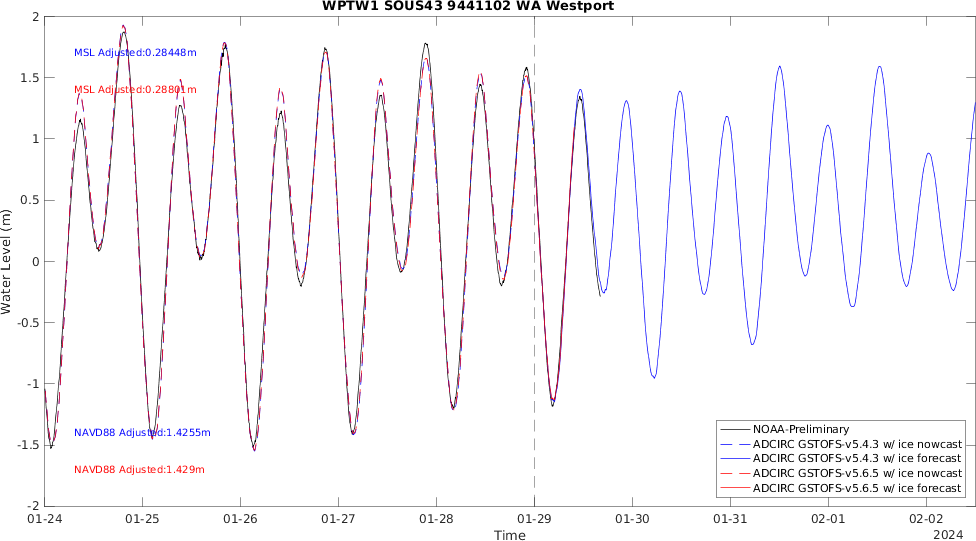 WPTW1 SOUS43 9441102 WA Westport
2
1.5
1
0.5
0
-0.5
-1
-1.5
-2
Water Level (m)
MSL Adjusted:0.28448m
MSL Adjusted:0.28801m
NAVD88 Adjusted:1.4255m
NAVD88 Adjusted:1.429m
NOAA-Preliminary
ADCIRC GSTOFS-v5.4.3 w/ ice nowcast
ADCIRC GSTOFS-v5.4.3 w/ ice forecast
ADCIRC GSTOFS-v5.6.5 w/ ice nowcast
ADCIRC GSTOFS-v5.6.5 w/ ice forecast
01-24 01-25 01-26 01-27 01-28 01-29 01-30 01-31 02-01 02-02
Time
2024